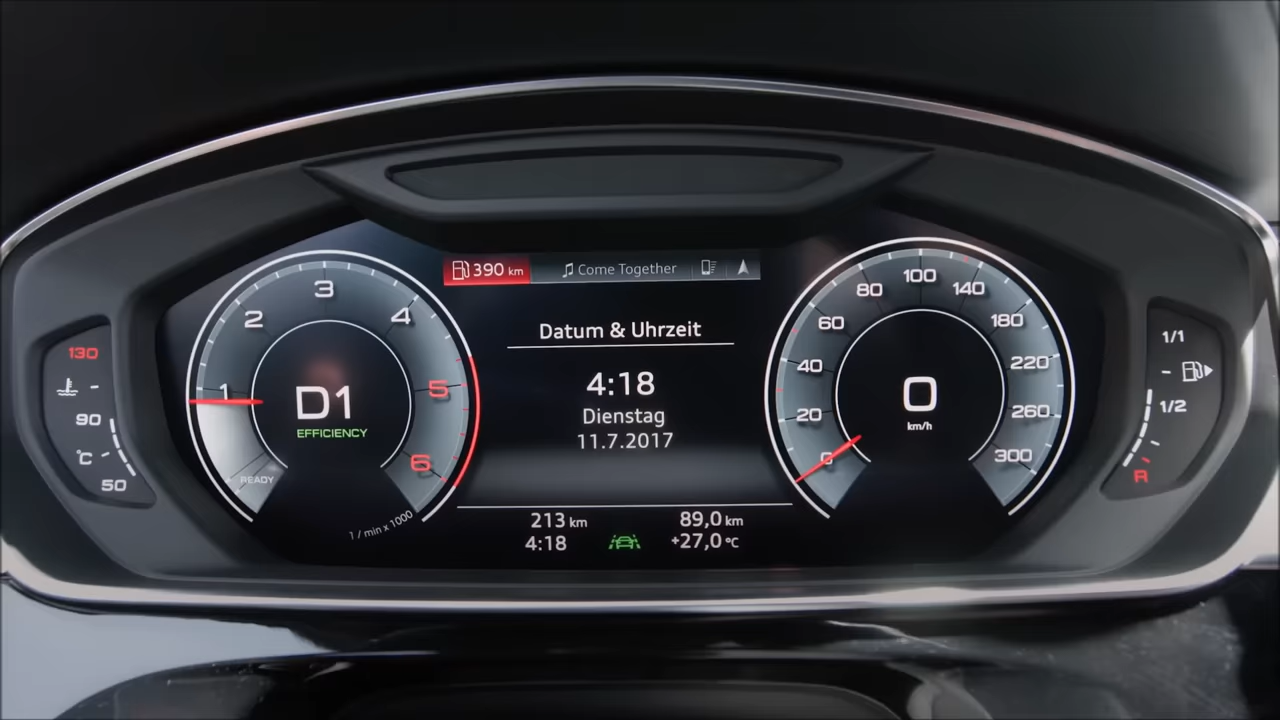 390 km
Come Together
130
90
°C
50
1
2
3
4
5
6
READY
1 / min x 1000
D1
EFFICIENCY
Datum & Uhrzeit
4:18
Dienstag
11.7.2017
213 km
4:18
89,0 km
+27,0 °C
0
20
40
60
80
100
140
180
220
260
300
0
km/h
1/1
1/2
R